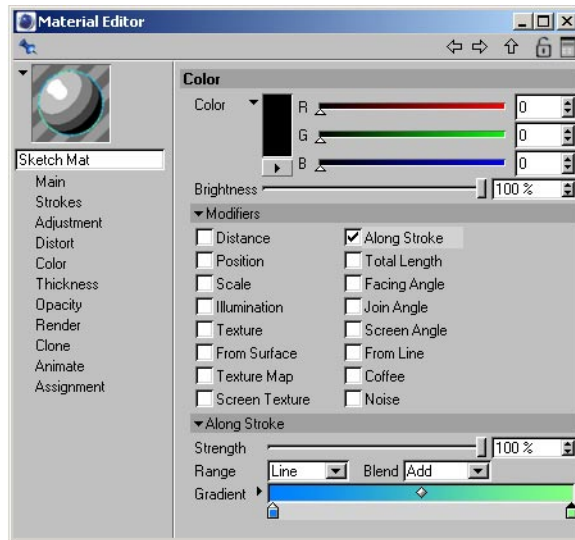 Material Editor
Sketch Mat
Main
Strokes
Adjustment
Distort
Color
Thickness
Opacity
Render
Clone
Animate
Assignment
Color
Color R 0
G 0
B 0
Brightness 100 %
Modifiers
Distance Along Stroke
Position Total Length
Scale Facing Angle
Illumination Join Angle
Texture Screen Angle
From Surface From Line
Texture Map Coffee
Screen Texture Noise
Along Stroke
Strength 100 %
Range Line Blend Add
Gradient